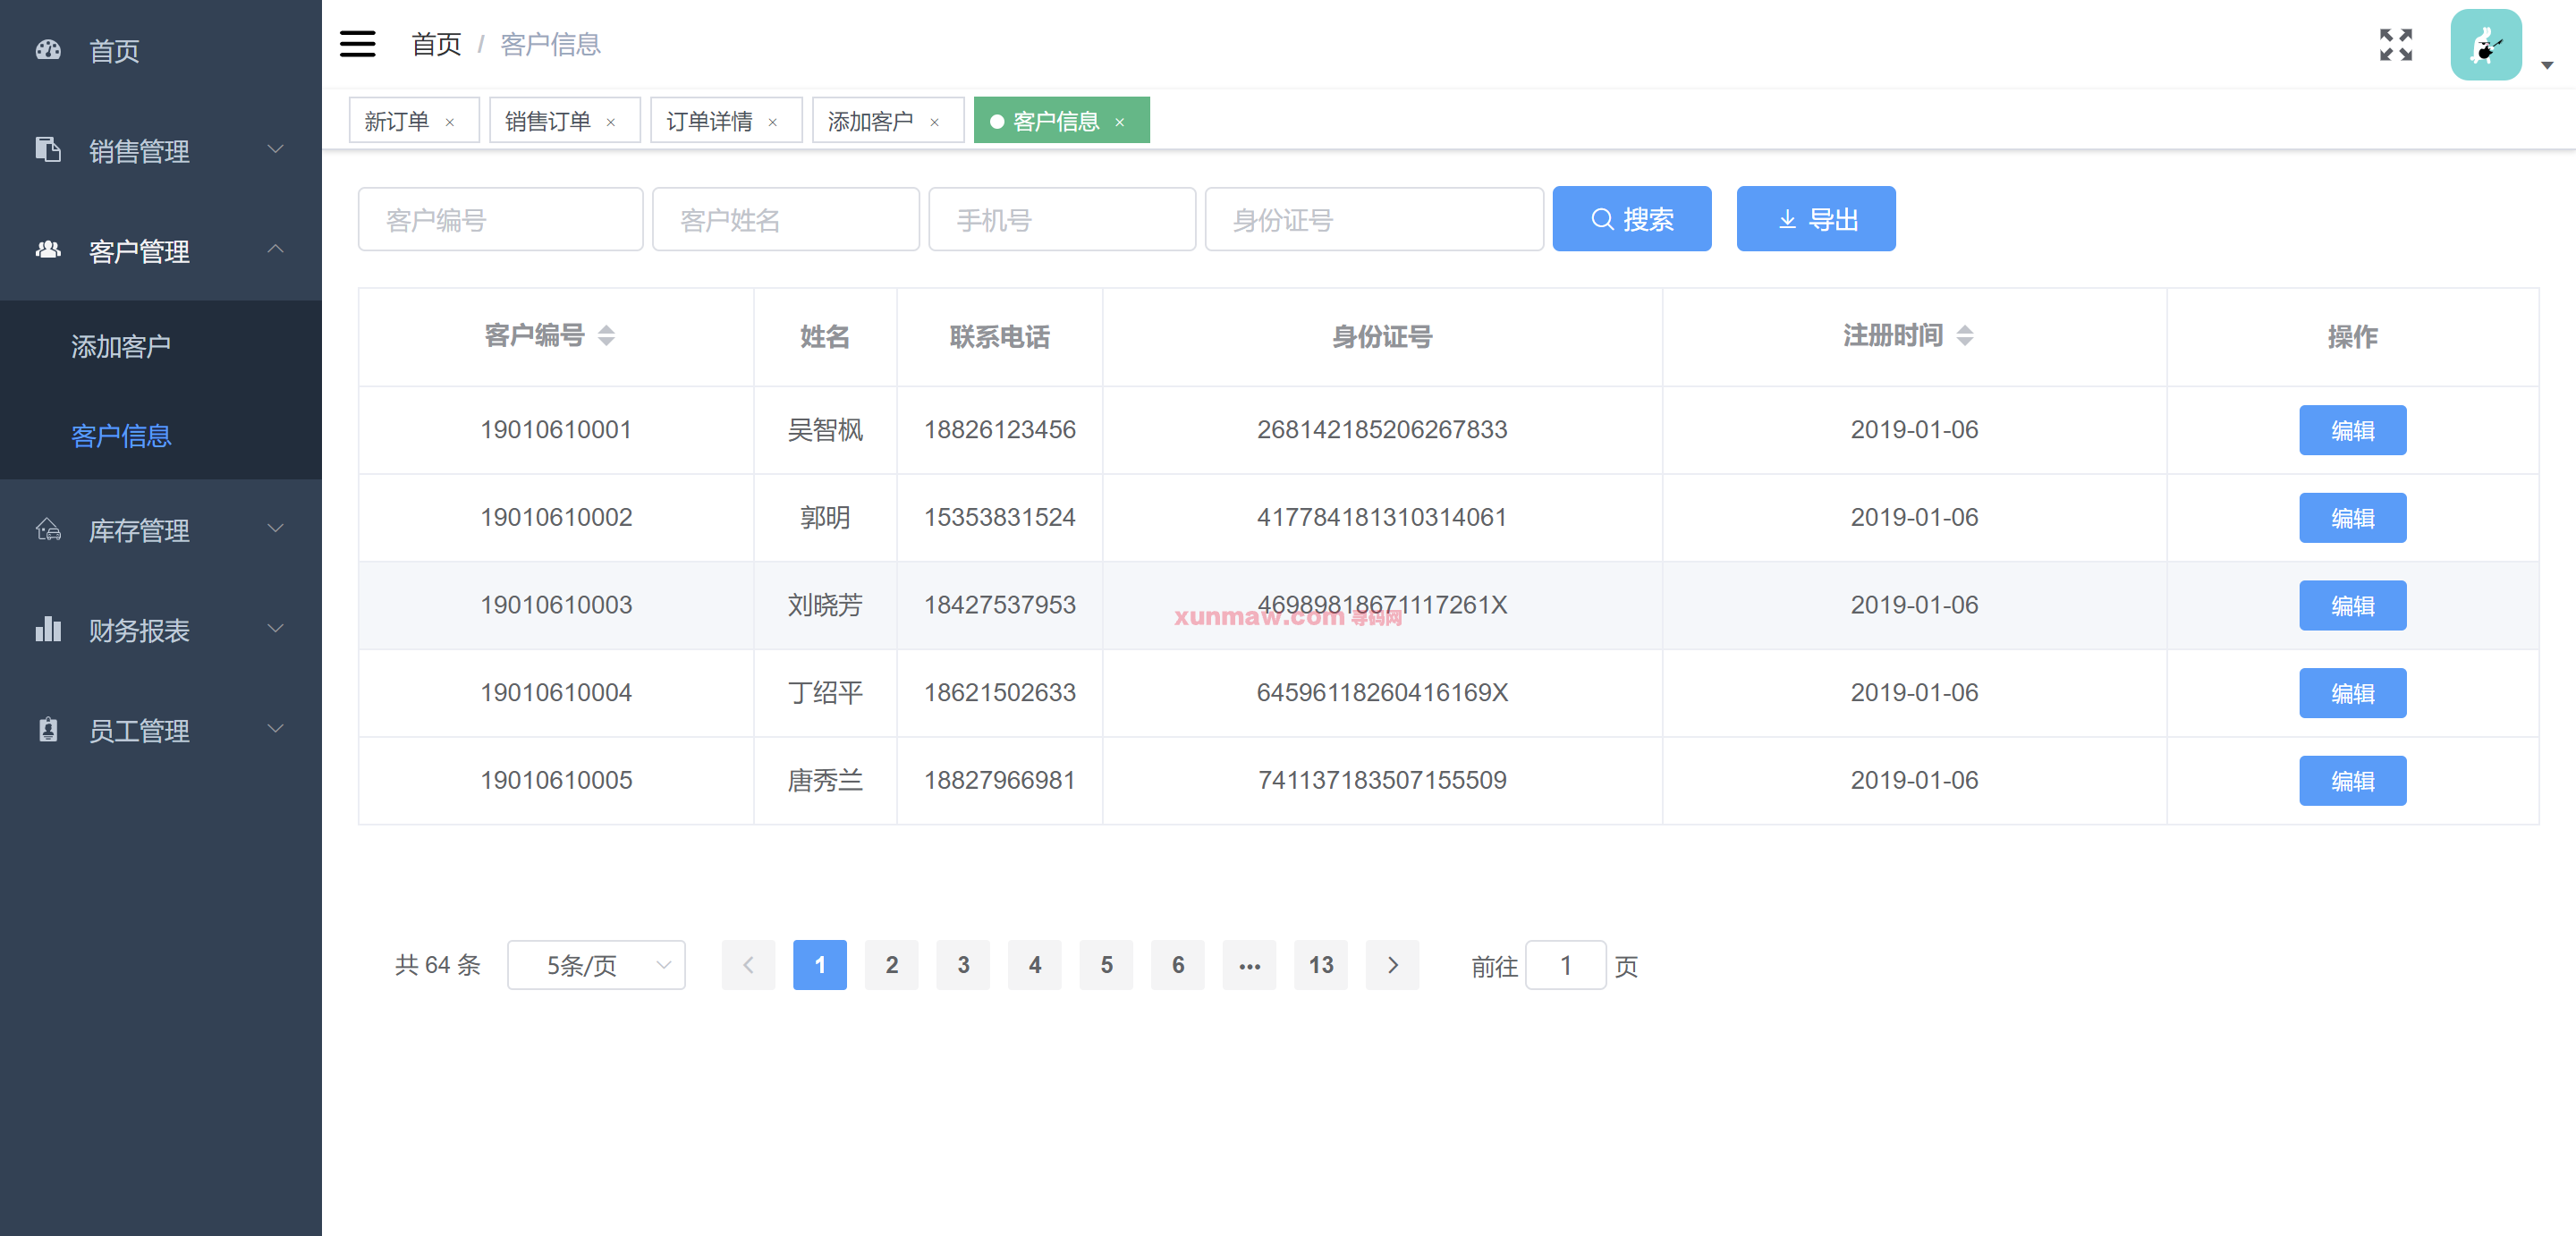 首页
销售管理
客户管理
添加客户
客户信息
库存管理
财务报表
员工管理
首页 / 客户信息
新订单 × 销售订单 × 订单详情 × 添加客户 × 客户信息 ×
客户编号 客户姓名 手机号 身份证号 搜索 导出
客户编号 姓名 联系电话 身份证号 注册时间 操作
19010610001 吴智枫 18826123456 268142185206267833 2019-01-06 编辑
19010610002 郭明 15353831524 417784181310314061 2019-01-06 编辑
19010610003 刘晓芳 18427537953 46989818671117261X 2019-01-06 编辑
xunmaw.com 寻码网
19010610004 丁绍平 18621502633 64596118260416169X 2019-01-06 编辑
19010610005 唐秀兰 18827966981 741137183507155509 2019-01-06 编辑
共 64 条 5条/页 1 2 3 4 5 6 ••• 13 前往 1 页